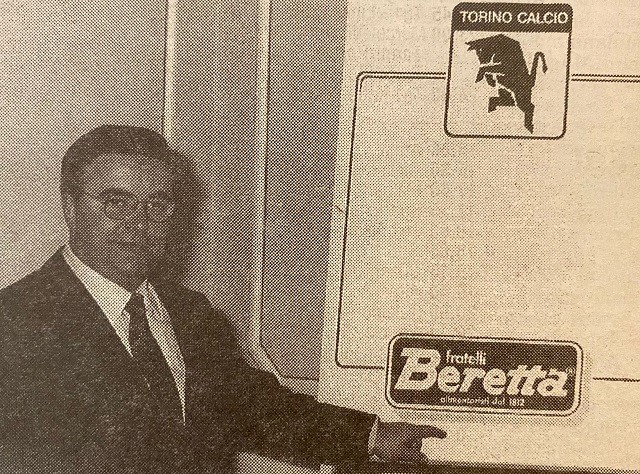 TORINO CALCIO
fratelli
Beretta
alimentaristi dal 1812